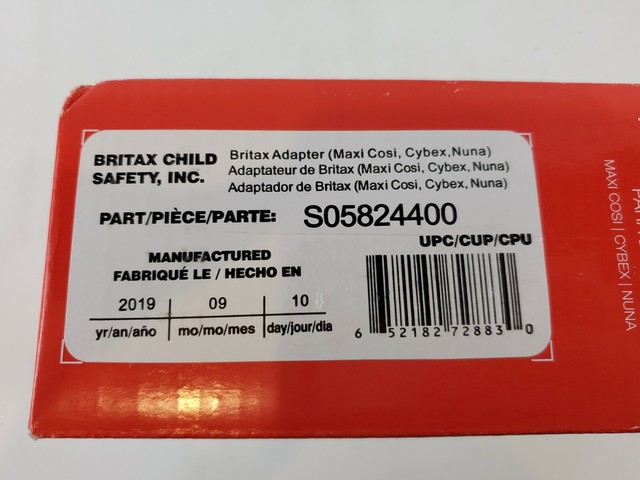 BRITAX CHILD
SAFETY, INC.
Britax Adapter (Maxi Cosi, Cybex,Nuna)
Adaptateur de Britax (Maxi Cosi, Cybex, Nuna)
Adaptador de Britax (Maxi Cosi, Cybex, Nuna)
PART/PIÈCE/PARTE: S05824400
UPC/CUP/CPU
MANUFACTURED
FABRIQUÉ LE / HECHO EN
2019 09 10
yr/an/año mo/mo/mes day/jour/dia
6 52182 72883 0
MAXI COSI | CYBEX | NUNA